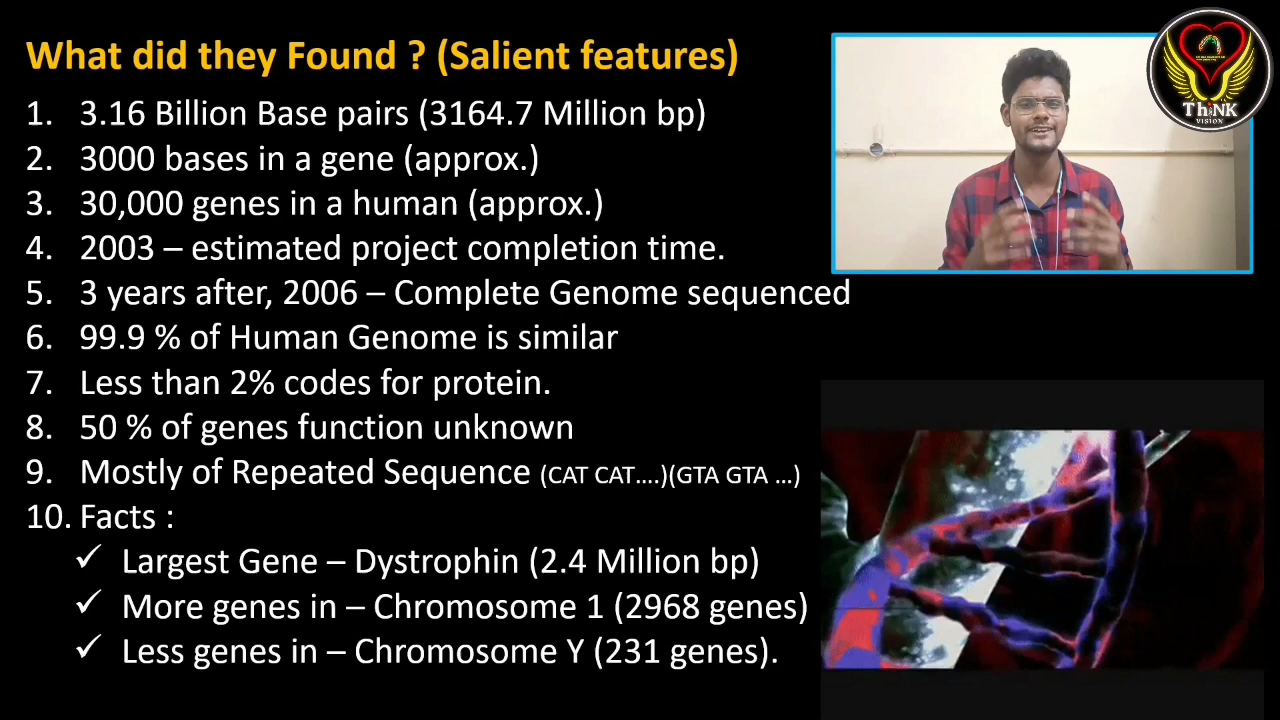 What did they Found ? (Salient features)
1. 3.16 Billion Base pairs (3164.7 Million bp)
2. 3000 bases in a gene (approx.)
3. 30,000 genes in a human (approx.)
4. 2003 – estimated project completion time.
5. 3 years after, 2006 – Complete Genome sequenced
6. 99.9 % of Human Genome is similar
7. Less than 2% codes for protein.
8. 50 % of genes function unknown
9. Mostly of Repeated Sequence (CAT CAT....)(GTA GTA ...)
10. Facts :
✓ Largest Gene – Dystrophin (2.4 Million bp)
✓ More genes in – Chromosome 1 (2968 genes)
✓ Less genes in – Chromosome Y (231 genes).
ThiNK
VISION